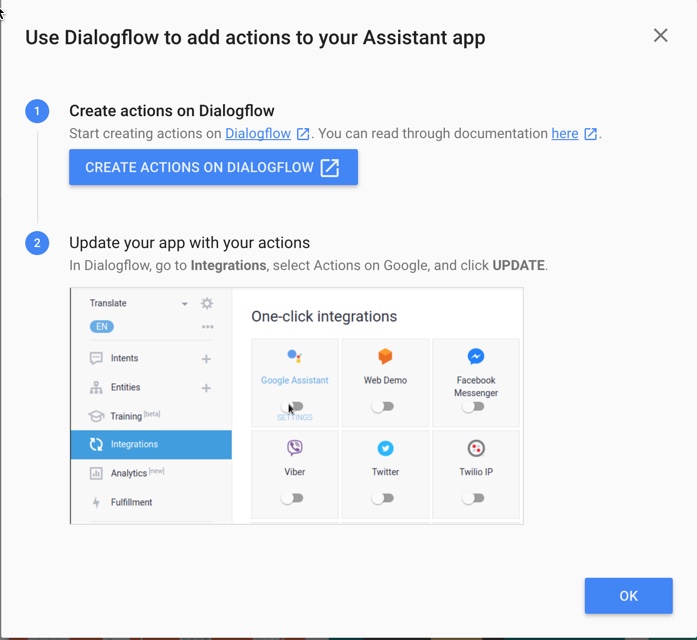 Use Dialogflow to add actions to your Assistant app
1
Create actions on Dialogflow
Start creating actions on Dialogflow . You can read through documentation here .
CREATE ACTIONS ON DIALOGFLOW
2
Update your app with your actions
In Dialogflow, go to Integrations, select Actions on Google, and click UPDATE.
Translate
EN
Intents
Entities
Training [beta]
Integrations
Analytics [new]
Fulfillment
One-click integrations
Google Assistant
SETTINGS
Web Demo
Facebook
Messenger
Viber
Twitter
Twilio IP
OK